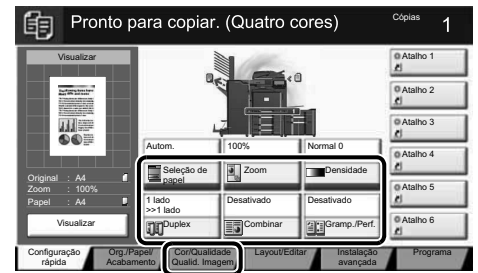 Pronto para copiar. (Quatro cores)
Cópias
1
Visualizar
Original : A4
Zoom : 100%
Papel : A4
Visualizar
Autom.
100%
Normal 0
Seleção de papel
Zoom
Densidade
1 lado
>>1 lado
Desativado
Desativado
Duplex
Combinar
Gramp./Perf.
Atalho 1
Atalho 2
Atalho 3
Atalho 4
Atalho 5
Atalho 6
Configuração rápida
Org./Papel/ Acabamento
Cor/Qualidade Qualid. Imagem
Layout/Editar
Instalação avançada
Programa